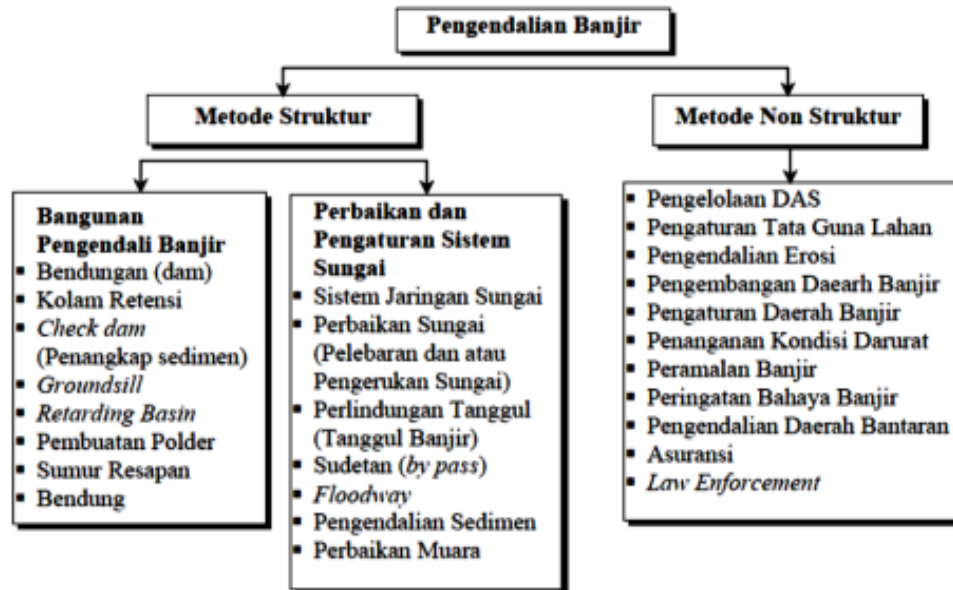 Pengendalian Banjir
Metode Struktur
Metode Non Struktur
Bangunan
Pengendali Banjir
▪ Bendungan (dam)
▪ Kolam Retensi
▪ Check dam
(Penangkap sedimen)
▪ Groundsill
▪ Retarding Basin
▪ Pembuatan Polder
▪ Sumur Resapan
▪ Bendung
Perbaikan dan
Pengaturan Sistem
Sungai
▪ Sistem Jaringan Sungai
▪ Perbaikan Sungai
(Pelebaran dan atau
Pengerukan Sungai)
▪ Perlindungan Tanggul
(Tanggul Banjir)
▪ Sudetan (by pass)
▪ Floodway
▪ Pengendalian Sedimen
▪ Perbaikan Muara
▪ Pengelolaan DAS
▪ Pengaturan Tata Guna Lahan
▪ Pengendalian Erosi
▪ Pengembangan Daearh Banjir
▪ Pengaturan Daerah Banjir
▪ Penanganan Kondisi Darurat
▪ Peramalan Banjir
▪ Peringatan Bahaya Banjir
▪ Pengendalian Daerah Bantaran
▪ Asuransi
▪ Law Enforcement